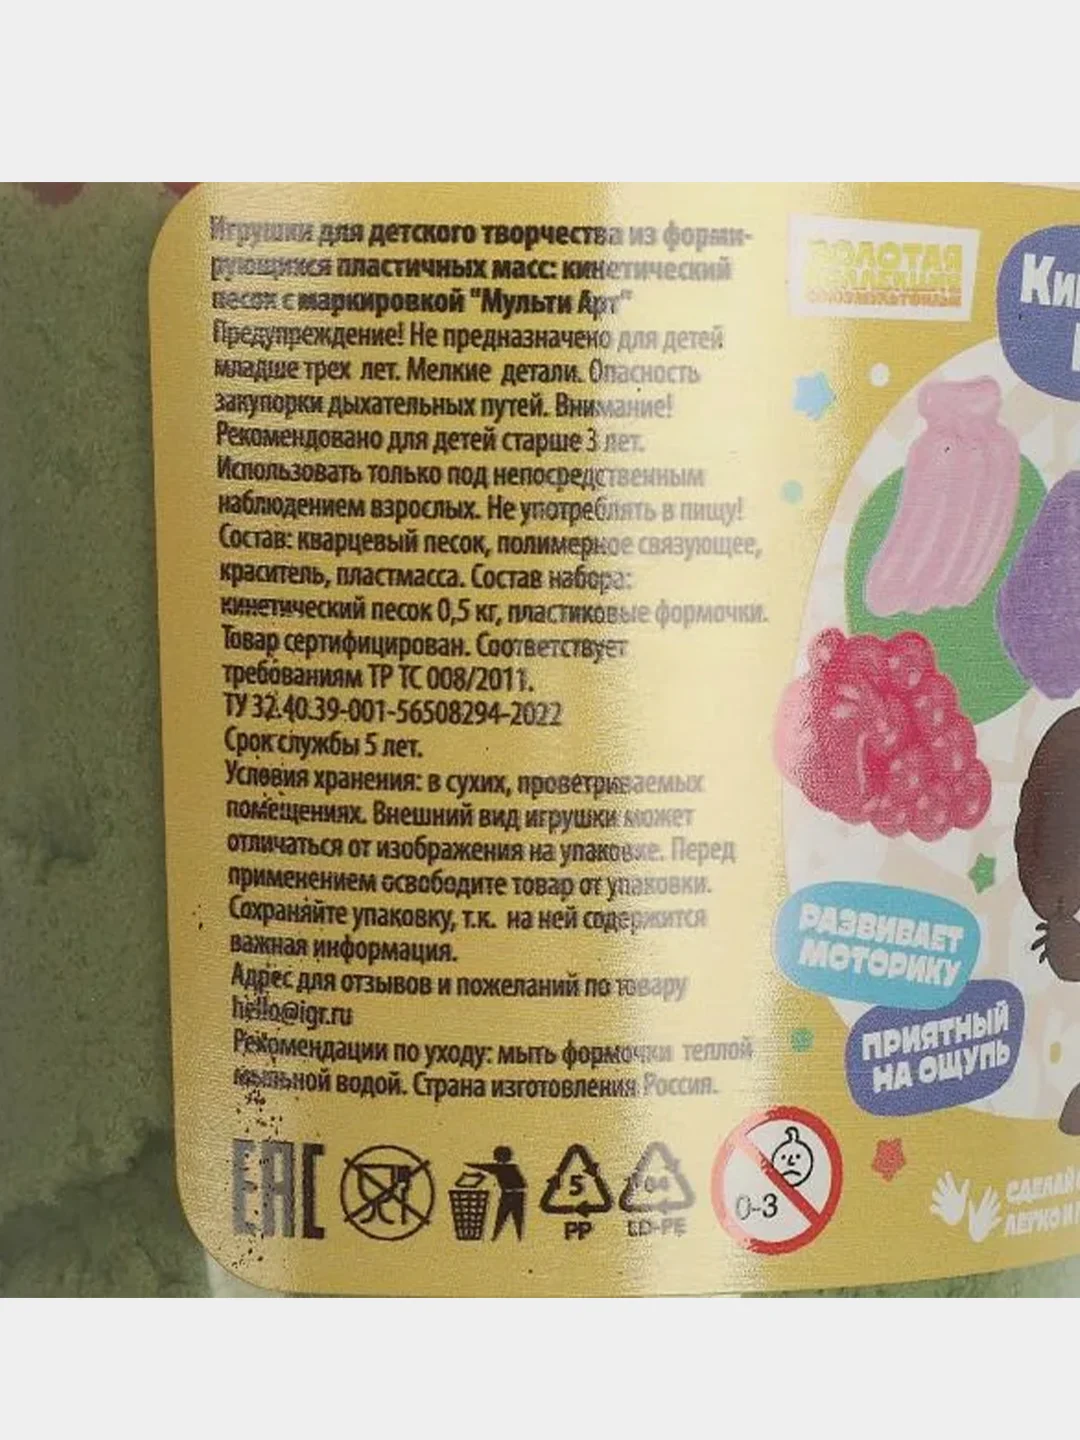 Игрушки для детского творчества из форми-
рующихся пластичных масс: кинетический
песок с маркировкой "Мульти Арт"
Предупреждение! Не предназначено для детей
младше трех лет. Мелкие детали. Опасность
закупорки дыхательных путей. Внимание!
Рекомендовано для детей старше 3 лет.
Использовать только под непосредственным
наблюдением взрослых. Не употреблять в пищу!
Состав: кварцевый песок, полимерное связующее,
краситель, пластмасса. Состав набора:
кинетический песок 0,5 кг, пластиковые формочки.
Товар сертифицирован. Соответствует
требованиям ТР ТС 008/2011.
ТУ 32.40.39-001-56508294-2022
Срок службы 5 лет.
Условия хранения: в сухих, проветриваемых
помещениях. Внешний вид игрушки может
отличаться от изображения на упаковке. Перед
применением освободите товар от упаковки.
Сохраняйте упаковку, т.к. на ней содержится
важная информация.
Адрес для отзывов и пожеланий по товару
hello@igr.ru
Рекомендации по уходу: мыть формочки теплой
мыльной водой. Страна изготовления Россия.
EAC
5
PP
04
LD-PE
0-3
ЗОЛОТАЯ
КОЛЛЕКЦИЯ
СОЮЗМУЛЬТФИЛЬМ
Ки
РАЗВИВАЕТ
МОТОРИКУ
ПРИЯТНЫЙ
НА ОЩУПЬ
СДЕЛАЙ
ЛЕГКО И